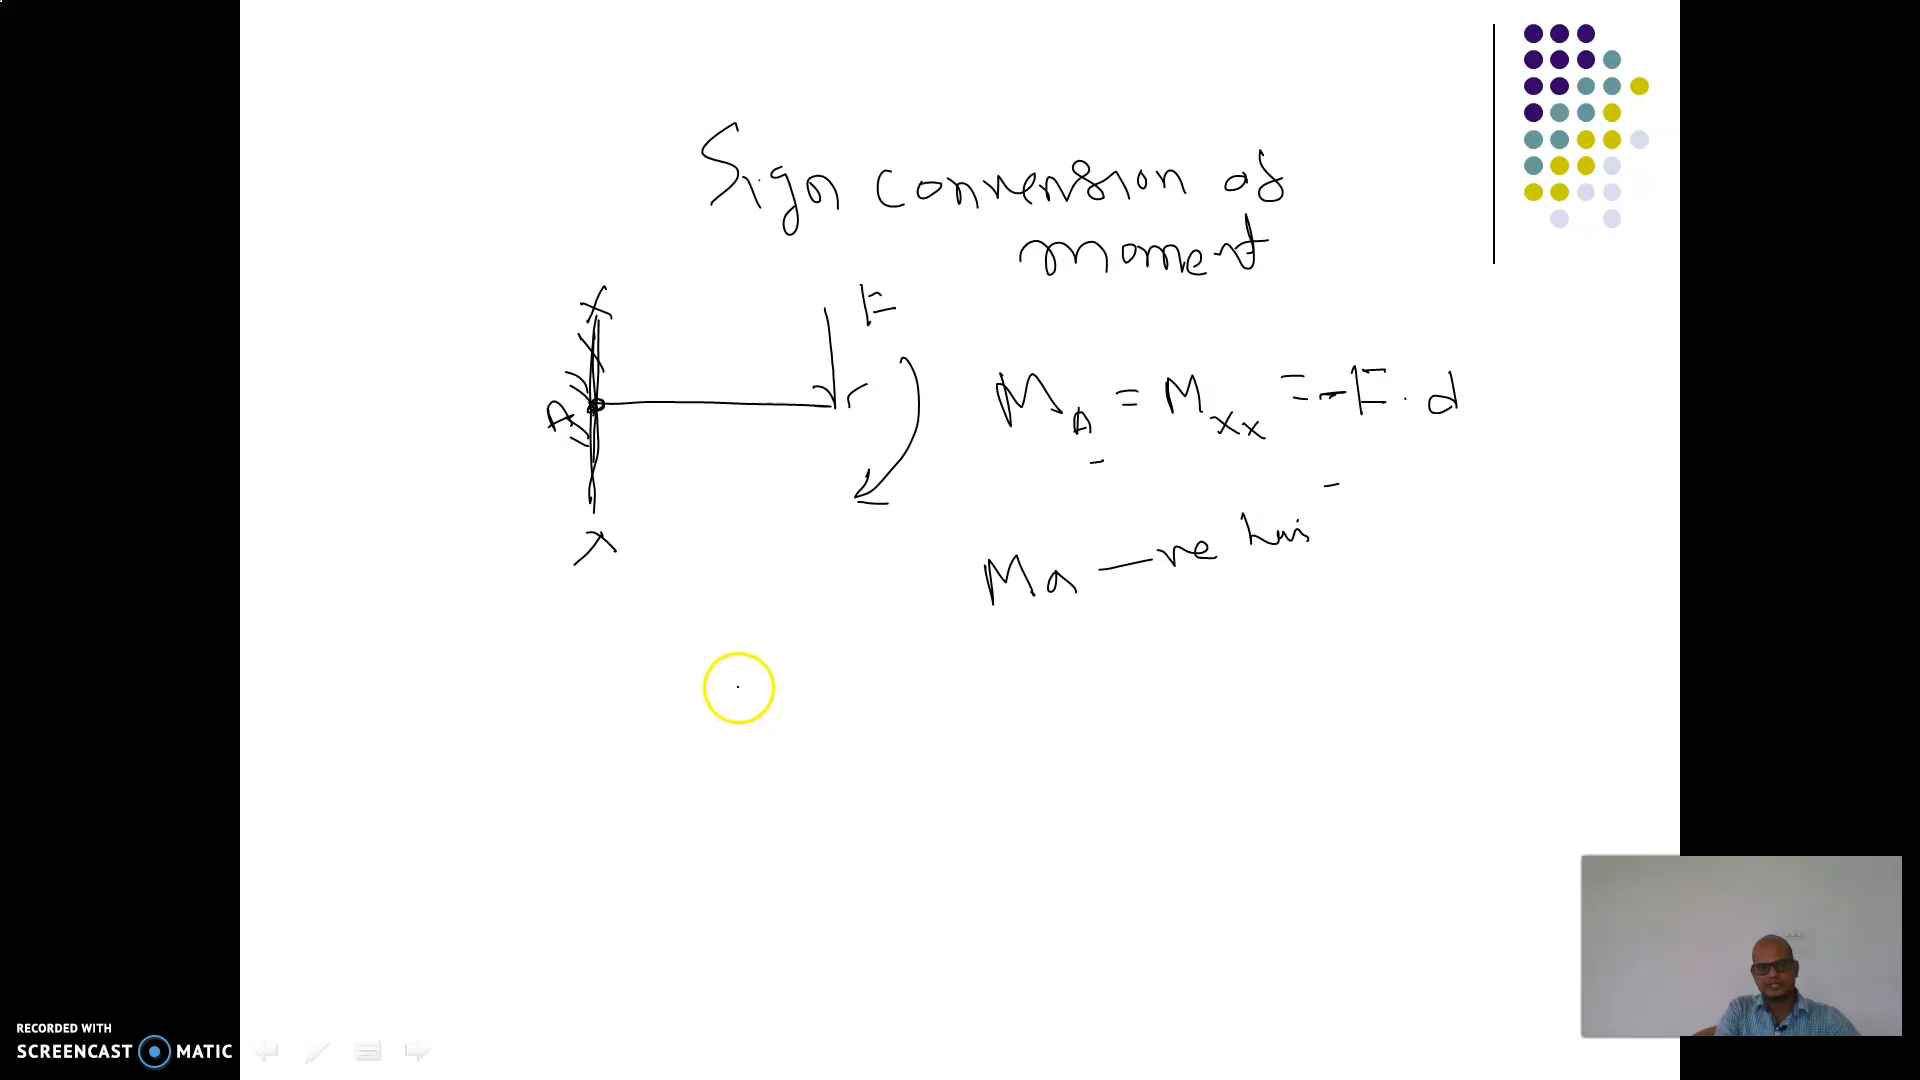 Sign convension of
moment
X
F
A
M_A = M_xx = -F.d
-
-
Ma -ve
X
RECORDED WITH
SCREENCAST MATIC